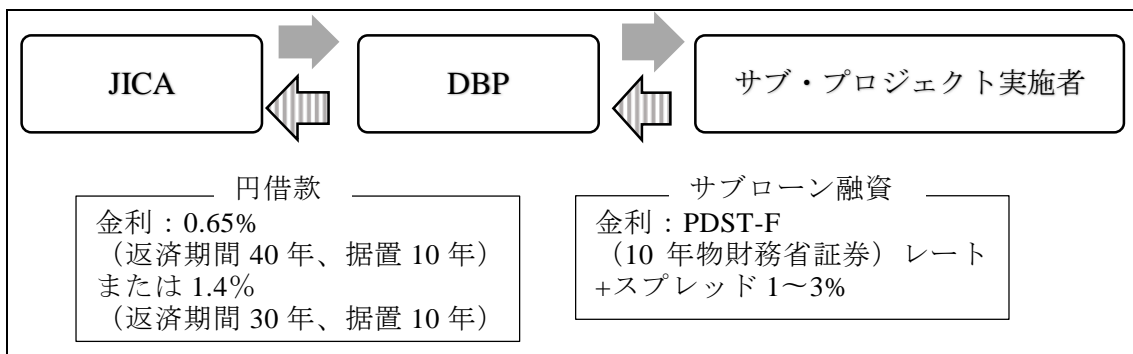 JICA
DBP
サブ・プロジェクト実施者
円借款
金利：0.65%
（返済期間 40 年、据置 10 年）
または 1.4％
（返済期間 30 年、据置 10 年）
サブローン融資
金利：PDST-F
（10 年物財務省証券）レート
+スプレッド 1～3%